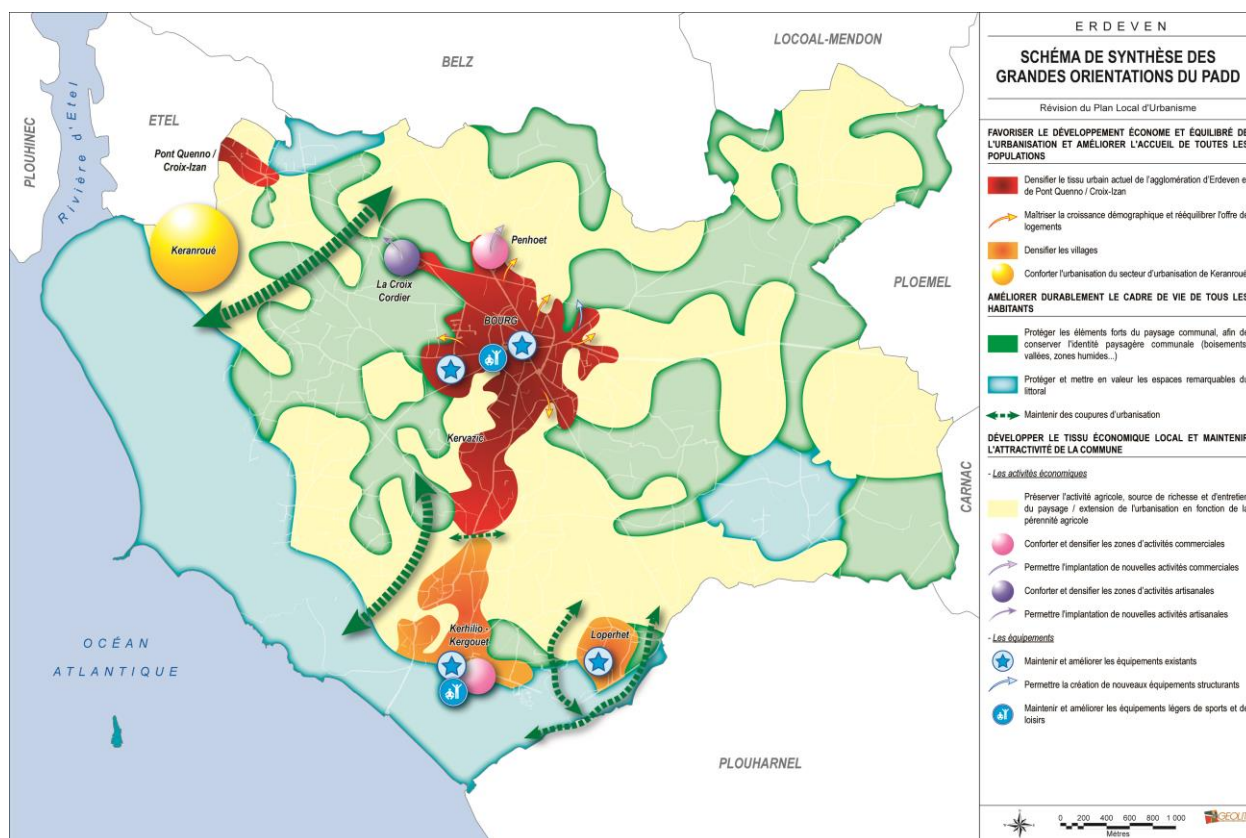 PLOUHINEC
Rivière d'Etel
ETEL
BELZ
LOCOAL-MENDON
PLOEMEL
CARNAC
PLOUHARNEL
OCÉAN
ATLANTIQUE
Pont Quenno /
Croix-Izan
Keranroué
La Croix
Cordier
Penhoet
BOURG
Kervazic
Kerhilio -
Kergouet
Loperhet
ERDEVEN
SCHÉMA DE SYNTHÈSE DES
GRANDES ORIENTATIONS DU PADD
Révision du Plan Local d'Urbanisme
FAVORISER LE DÉVELOPPEMENT ÉCONOME ET ÉQUILIBRÉ DE
L'URBANISATION ET AMÉLIORER L'ACCUEIL DE TOUTES LES
POPULATIONS
Densifier le tissu urbain actuel de l'agglomération d'Erdeven e
de Pont Quenno / Croix-Izan
Maîtriser la croissance démographique et rééquilibrer l'offre de
logements
Densifier les villages
Conforter l'urbanisation du secteur d'urbanisation de Keranroué
AMÉLIORER DURABLEMENT LE CADRE DE VIE DE TOUS LES
HABITANTS
Protéger les éléments forts du paysage communal, afin de
conserver l'identité paysagère communale (boisements
vallées, zones humides...)
Protéger et mettre en valeur les espaces remarquables du
littoral
Maintenir des coupures d'urbanisation
DÉVELOPPER LE TISSU ÉCONOMIQUE LOCAL ET MAINTENIR
L'ATTRACTIVITÉ DE LA COMMUNE
- Les activités économiques
Préserver l'activité agricole, source de richesse et d'entretien
du paysage / extension de l'urbanisation en fonction de la
pérennité agricole
Conforter et densifier les zones d'activités commerciales
Permettre l'implantation de nouvelles activités commerciales
Conforter et densifier les zones d'activités artisanales
Permettre l'implantation de nouvelles activités artisanales
- Les équipements
Maintenir et améliorer les équipements existants
Permettre la création de nouveaux équipements structurants
Maintenir et améliorer les équipements légers de sports et de
loisirs
0 200 400 600 800 1 000
Mètres
GEOLIT